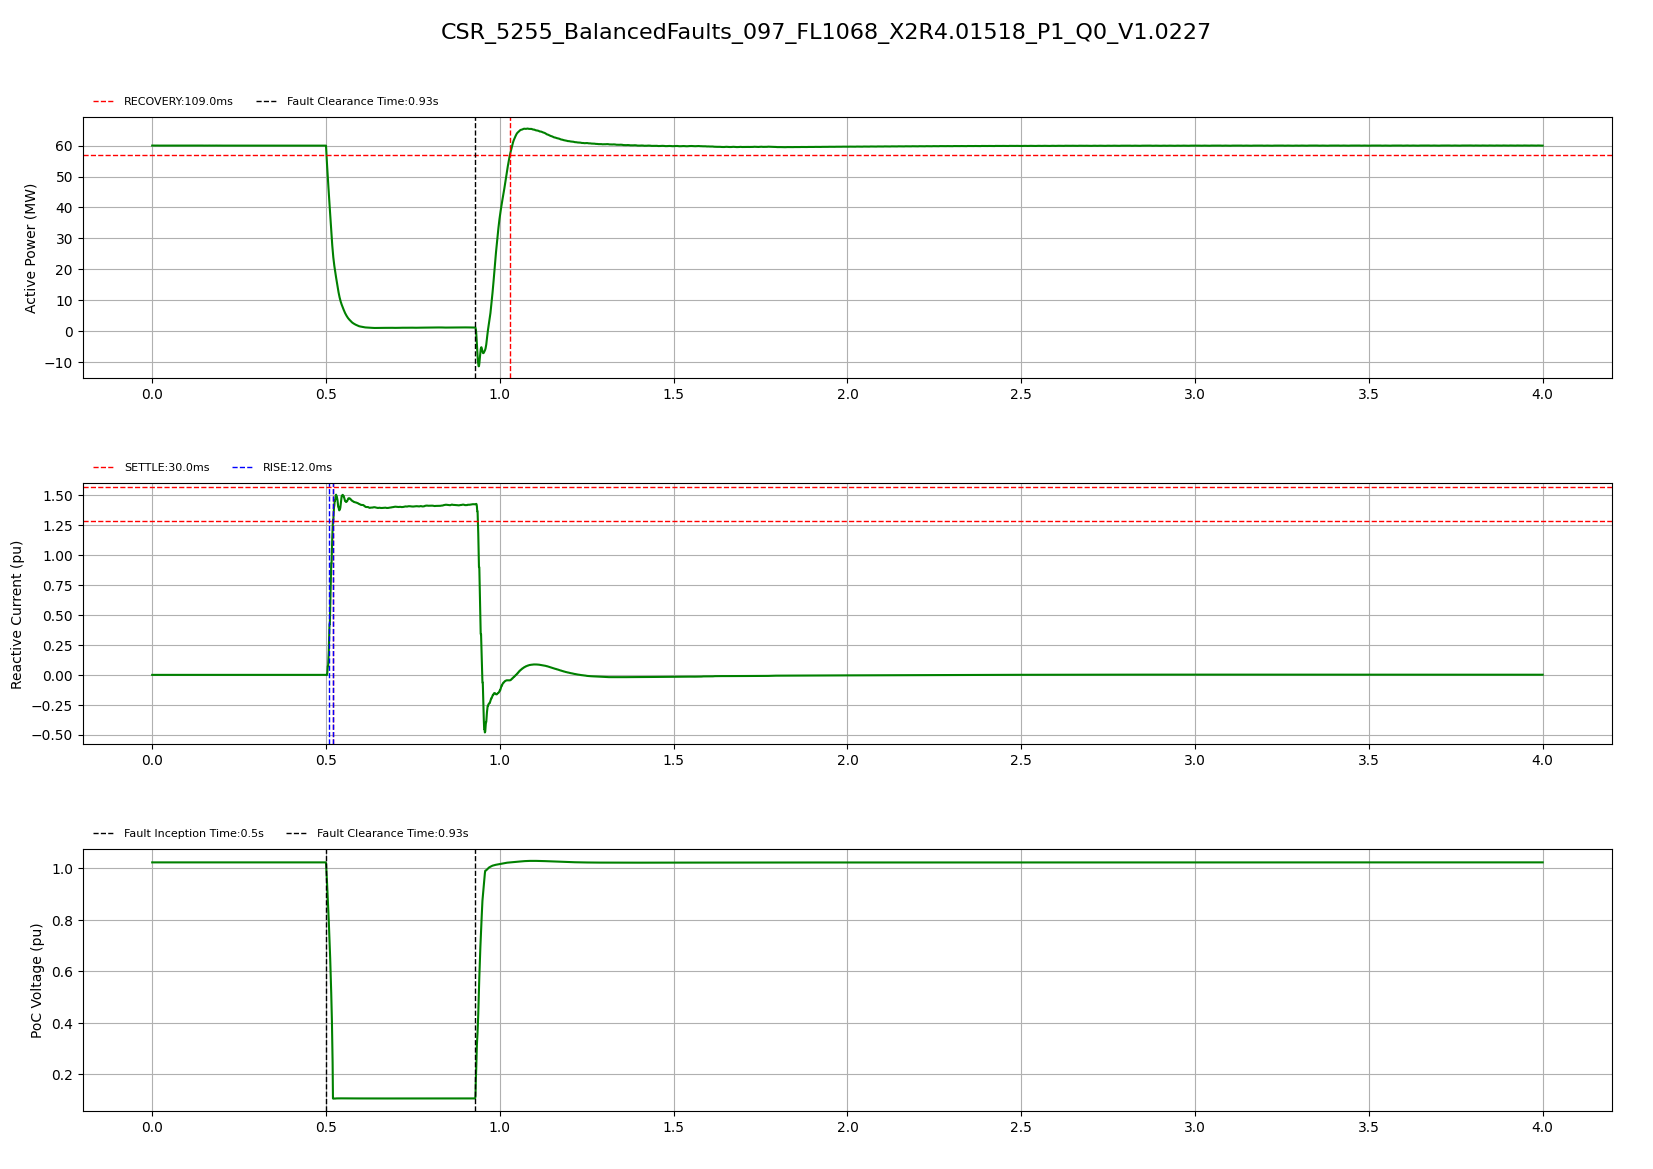 CSR_5255_BalancedFaults_097_FL1068_X2R4.01518_P1_Q0_V1.0227
RECOVERY:109.0ms Fault Clearance Time:0.93s
Active Power (MW)
60
50
40
30
20
10
0
−10
0.0 0.5 1.0 1.5 2.0 2.5 3.0 3.5 4.0
SETTLE:30.0ms RISE:12.0ms
Reactive Current (pu)
1.50
1.25
1.00
0.75
0.50
0.25
0.00
−0.25
−0.50
0.0 0.5 1.0 1.5 2.0 2.5 3.0 3.5 4.0
Fault Inception Time:0.5s Fault Clearance Time:0.93s
PoC Voltage (pu)
1.0
0.8
0.6
0.4
0.2
0.0 0.5 1.0 1.5 2.0 2.5 3.0 3.5 4.0